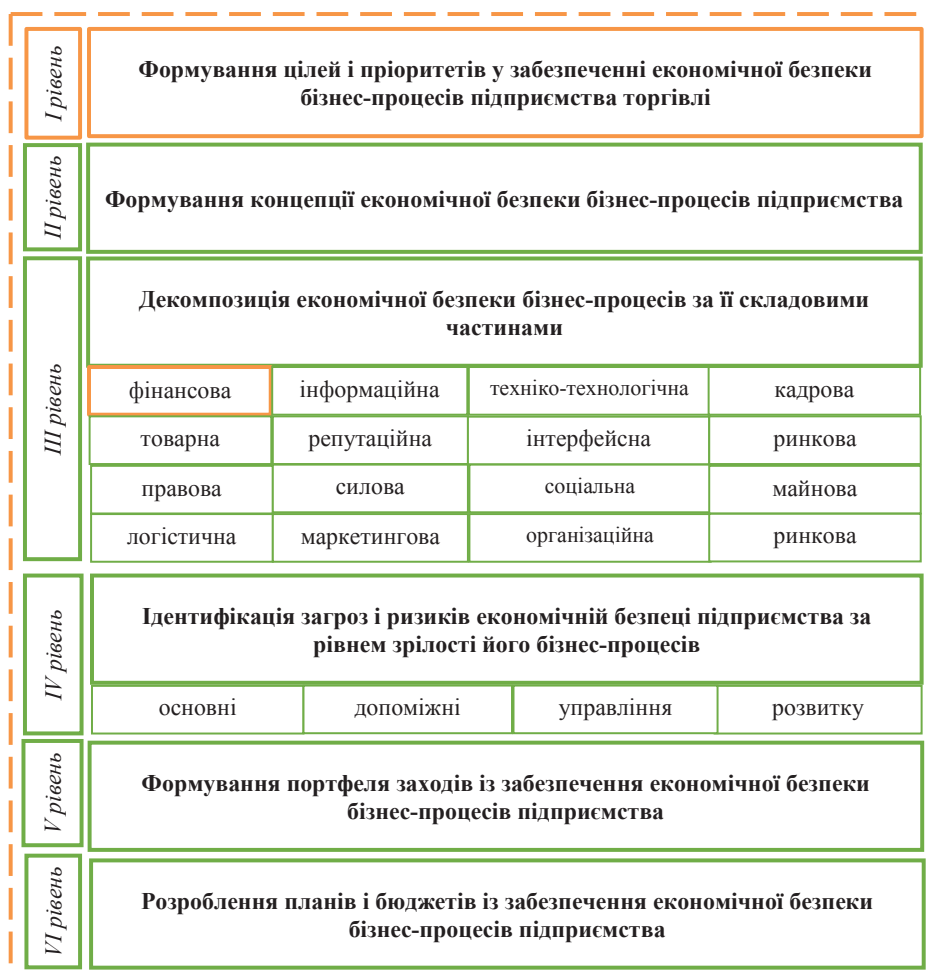 І рівень
Формування цілей і пріоритетів у забезпеченні економічної безпеки
бізнес-процесів підприємства торгівлі
ІІ рівень
Формування концепції економічної безпеки бізнес-процесів підприємства
ІІІ рівень
Декомпозиція економічної безпеки бізнес-процесів за її складовими
частинами
фінансова інформаційна техніко-технологічна кадрова
товарна репутаційна інтерфейсна ринкова
правова силова соціальна майнова
логістична маркетингова організаційна ринкова
IV рівень
Ідентифікація загроз і ризиків економічній безпеці підприємства за
рівнем зрілості його бізнес-процесів
основні допоміжні управління розвитку
V рівень
Формування портфеля заходів із забезпечення економічної безпеки
бізнес-процесів підприємства
VI рівень
Розроблення планів і бюджетів із забезпечення економічної безпеки
бізнес-процесів підприємства